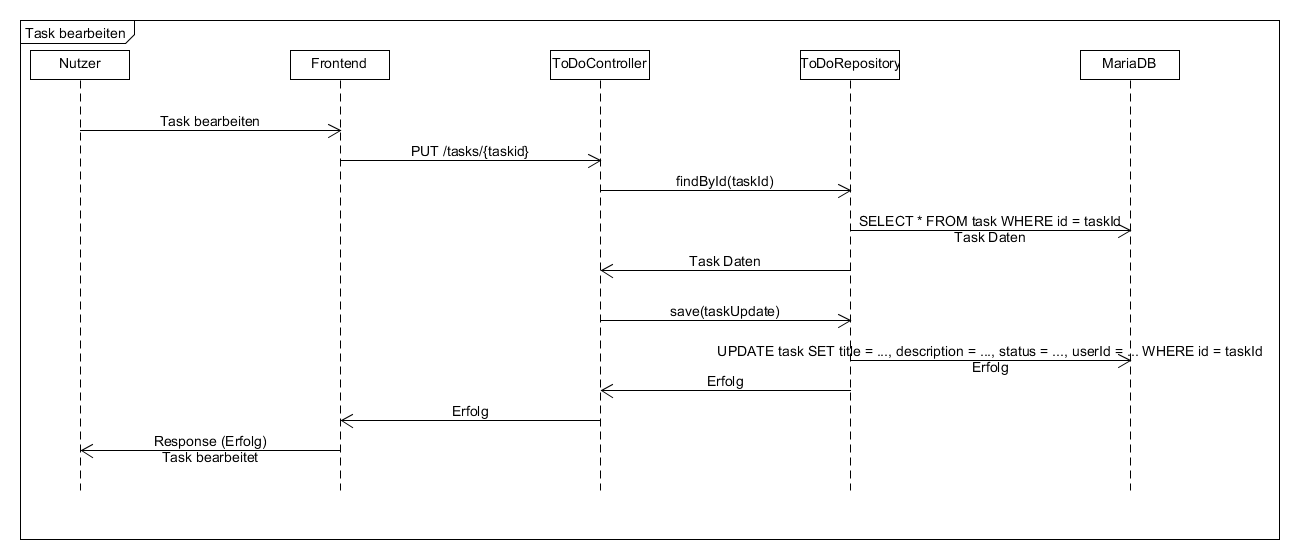 Task bearbeiten
Nutzer
Frontend
ToDoController
ToDoRepository
MariaDB
Task bearbeiten
PUT /tasks/{taskid}
findById(taskId)
SELECT * FROM task WHERE id = taskId
Task Daten
Task Daten
save(taskUpdate)
UPDATE task SET title = ..., description = ..., status = ..., userId = ... WHERE id = taskId
Erfolg
Erfolg
Erfolg
Response (Erfolg)
Task bearbeitet